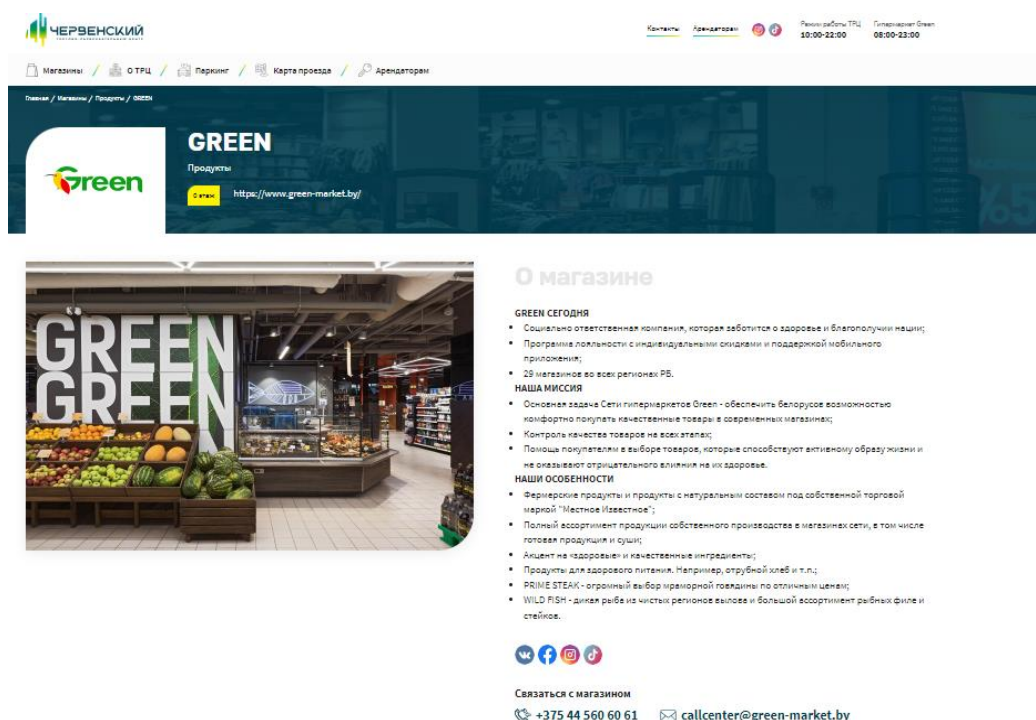 ЧЕРВЕНСКИЙ
Контакты
Арендаторам
Режим работы ТРЦ
10:00-22:00
Гипермаркет Green
08:00-23:00
Магазины / О ТРЦ / Паркинг / Карта проезда / Арендаторам
Главная / Магазины / Продукты / GREEN
Green
GREEN
Продукты
0 этаж
https://www.green-market.by/
GREEN
GREEN
О магазине
GREEN СЕГОДНЯ
Социально ответственная компания, которая заботится о здоровье и благополучии нации;
Программа лояльности с индивидуальными скидками и поддержкой мобильного
приложения;
29 магазинов во всех регионах РБ.
НАША МИССИЯ
Основная задача Сети гипермаркетов Green - обеспечить белорусов возможностью
комфортно покупать качественные товары в современных магазинах;
Контроль качества товаров на всех этапах;
Помощь покупателям в выборе товаров, которые способствуют активному образу жизни и
не оказывают отрицательного влияния на их здоровье.
НАШИ ОСОБЕННОСТИ
Фермерские продукты и продукты с натуральным составом под собственной торговой
маркой "Местное Известное";
Полный ассортимент продукции собственного производства в магазинах сети, в том числе
готовая продукция и суши;
Акцент на «здоровые» и качественные ингредиенты;
Продукты для здорового питания. Например, отрубной хлеб и т.п.;
PRIME STEAK - огромный выбор мраморной говядины по отличным ценам;
WILD FISH - дикая рыба из чистых регионов вылова и большой ассортимент рыбных филе и
стейков.
Связаться с магазином
+375 44 560 60 61
callcenter@green-market.by